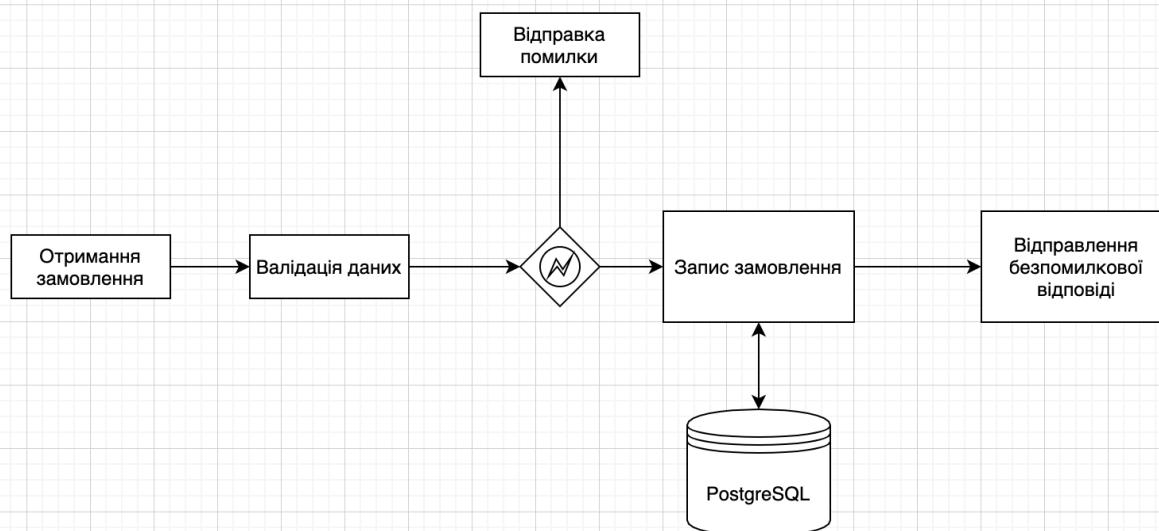 Відправка
помилки
Отримання
замовлення
Валідація даних
Запис замовлення
Відправлення
безпомилкової
відповіді
PostgreSQL